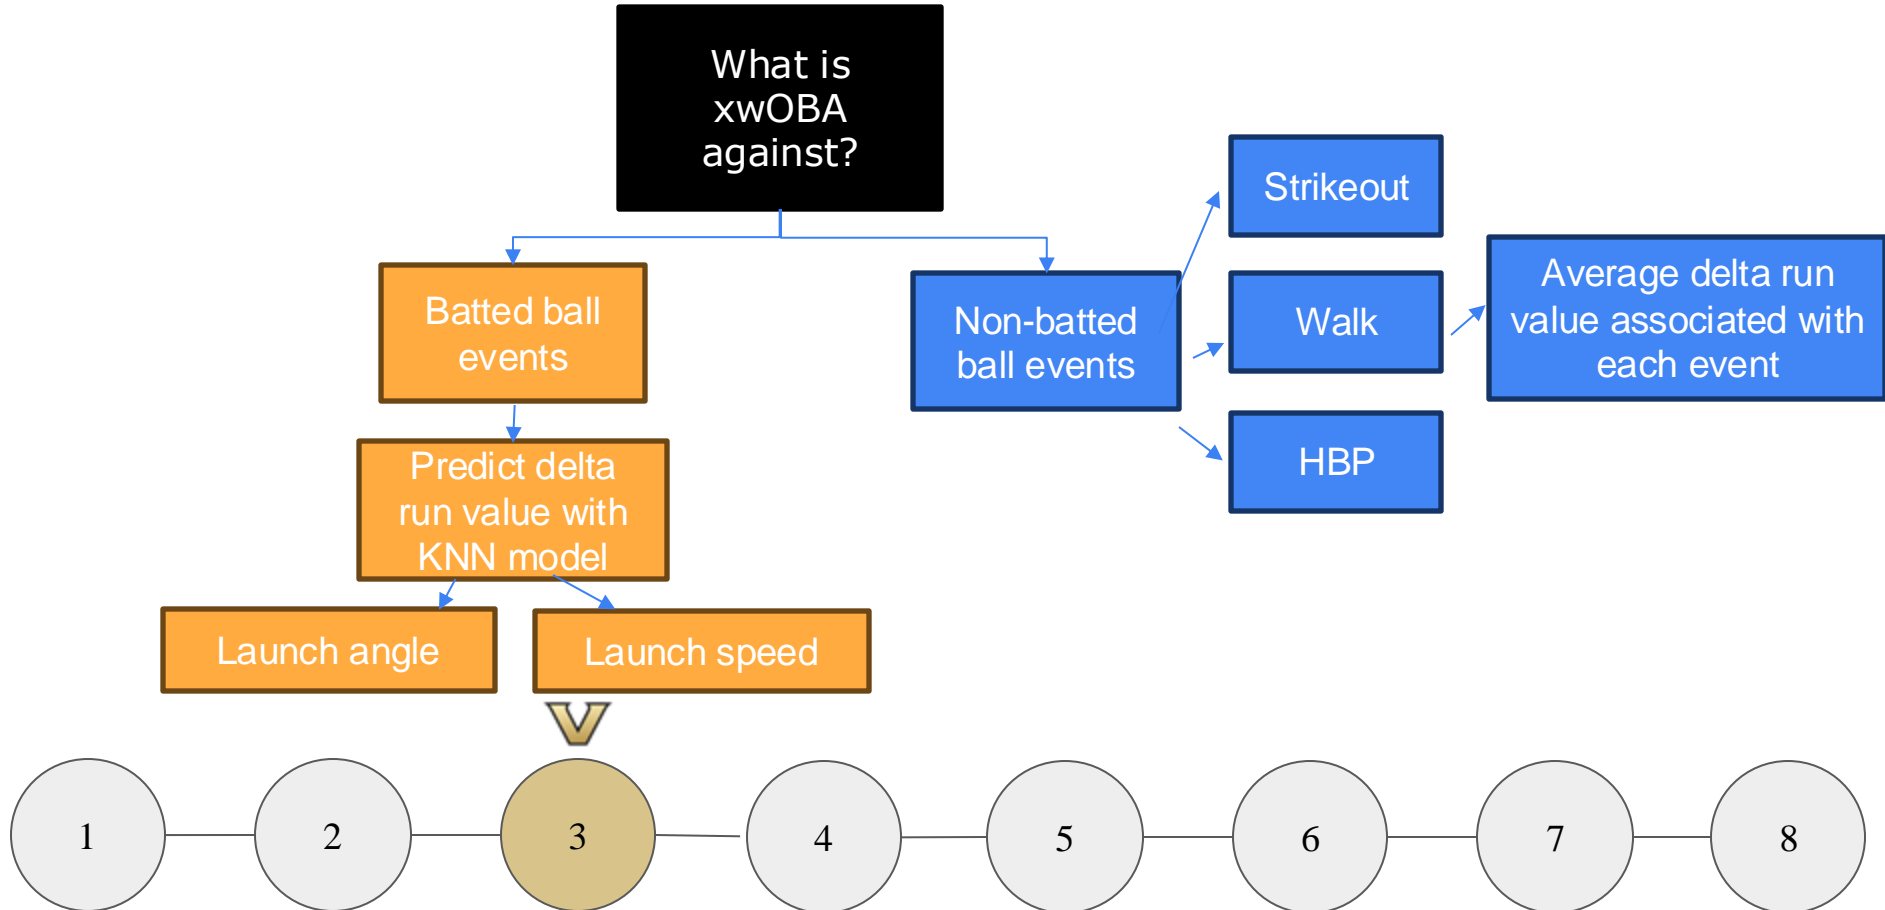 What is
xwOBA
against?
Batted ball
events
Predict delta
run value with
KNN model
Launch angle
Launch speed
Non-batted
ball events
Strikeout
Walk
HBP
Average delta run
value associated with
each event
V
1
2
3
4
5
6
7
8